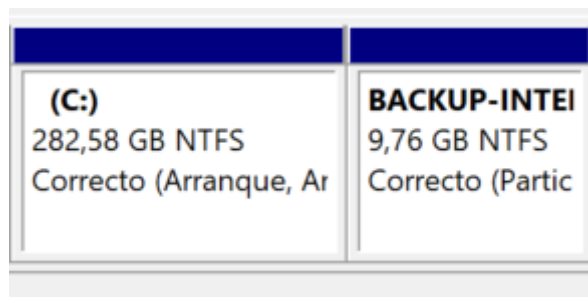 (C:)
282,58 GB NTFS
Correcto (Arranque, Ar
BACKUP-INTEI
9,76 GB NTFS
Correcto (Partic